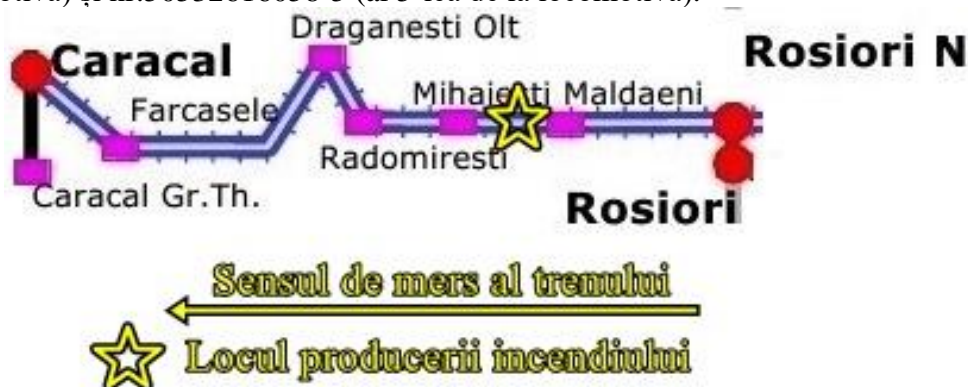 Draganesti Olt
Caracal
Rosiori N
Farcasele
Mihaiesti Maldaeni
Radomiresti
Caracal Gr.Th.
Rosiori
Sensul de mers al trenului
Locul producerii incendiului